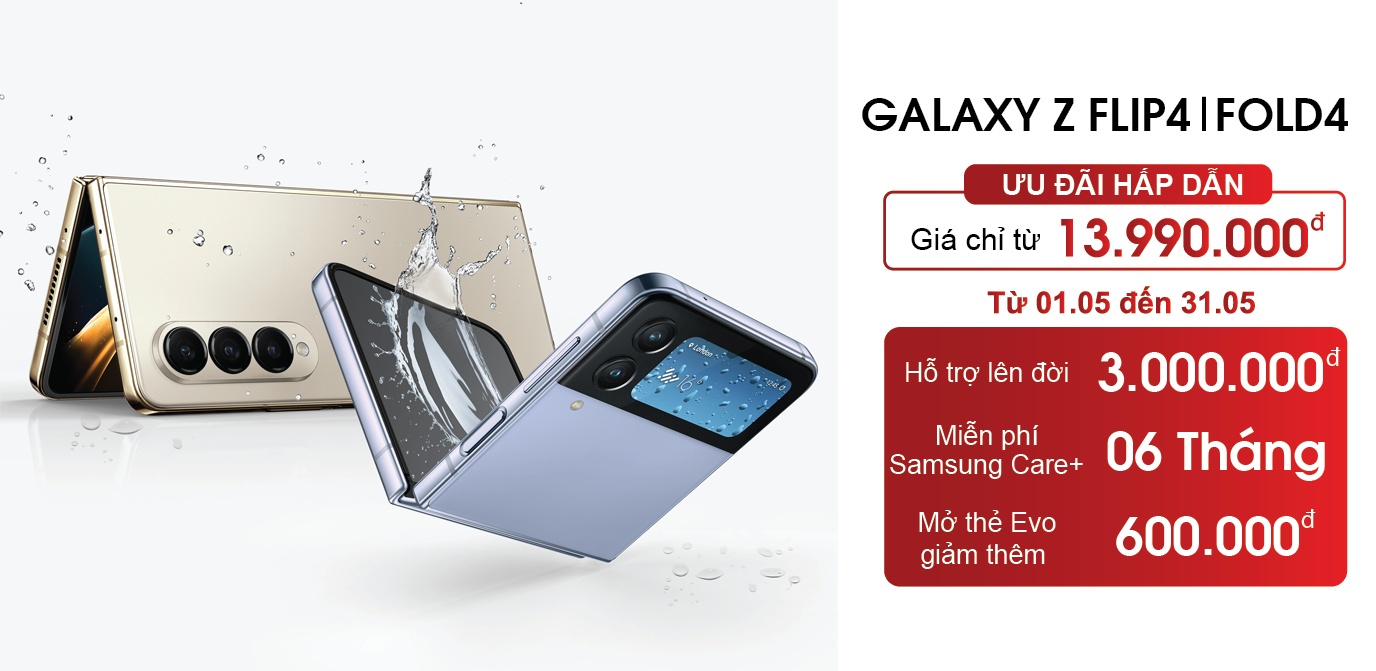 GALAXY Z FLIP4|FOLD4
ƯU ĐÃI HẤP DẪN
Giá chỉ từ 13.990.000đ
Từ 01.05 đến 31.05
Hỗ trợ lên đời 3.000.000đ
Miễn phí
Samsung Care+ 06 Tháng
Mở thẻ Evo
giảm thêm 600.000đ
London